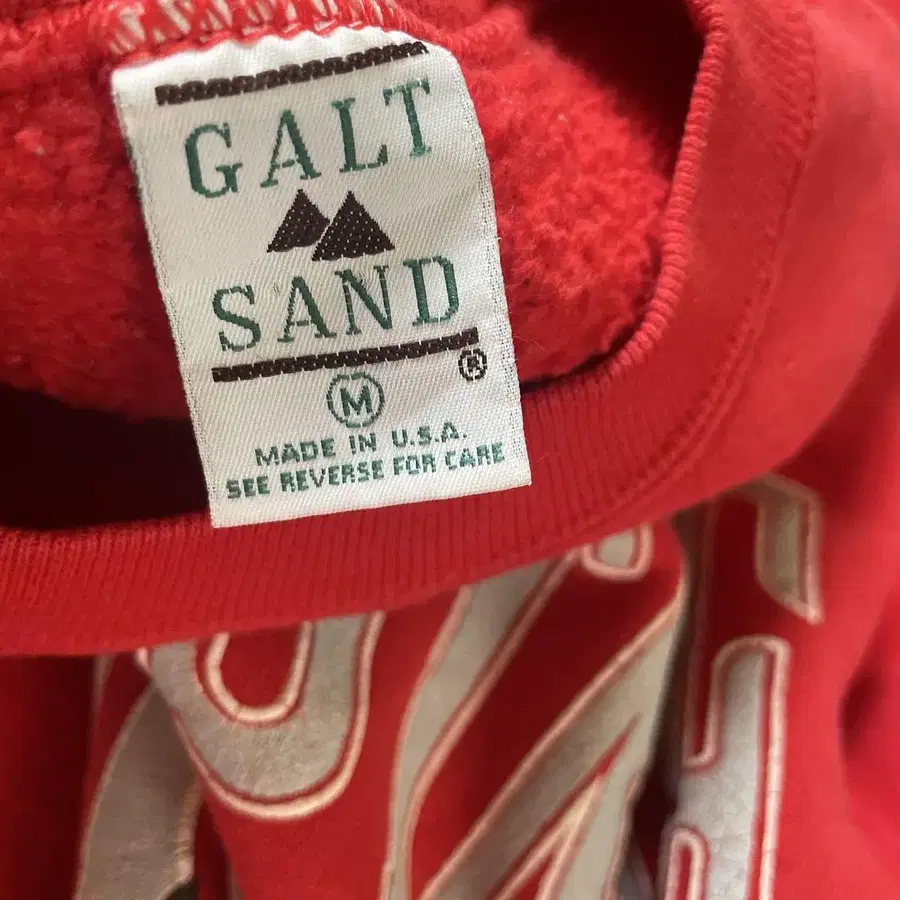 GALT
SAND
®
M
MADE IN U.S.A.
SEE REVERSE FOR CARE